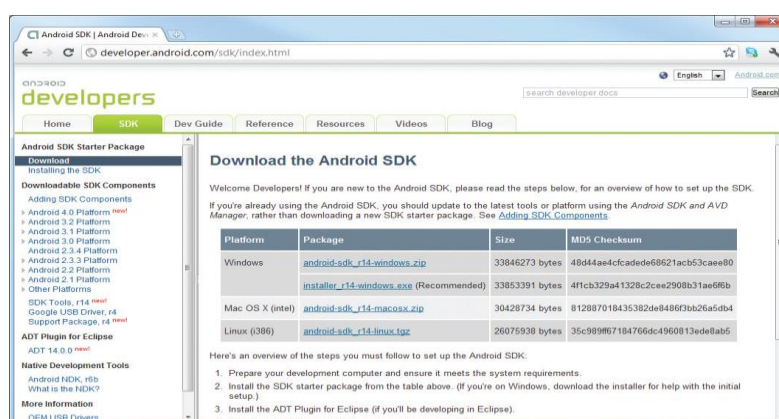 Android SDK | Android Dev
developer.android.com/sdk/index.html
English
Android.com
ANDROID
developers
search developer docs
Search
Home SDK Dev Guide Reference Resources Videos Blog
Android SDK Starter Package
Download
Installing the SDK
Downloadable SDK Components
Adding SDK Components
Android 4.0 Platform new!
Android 3.2 Platform
Android 3.1 Platform
Android 3.0 Platform
Android 2.3.4 Platform
Android 2.3.3 Platform
Android 2.2 Platform
Android 2.1 Platform
Other Platforms
SDK Tools, r14 new!
Google USB Driver, r4
Support Package, r4 new!
ADT Plugin for Eclipse
ADT 14.0.0 new!
Native Development Tools
Android NDK, r6b
What is the NDK?
More Information
OEM USB Drivers
Download the Android SDK
Welcome Developers! If you are new to the Android SDK, please read the steps below, for an overview of how to set up the SDK.
If you're already using the Android SDK, you should update to the latest tools or platform using the Android SDK and AVD
Manager, rather than downloading a new SDK starter package. See Adding SDK Components.
Platform Package Size MD5 Checksum
Windows android-sdk_r14-windows.zip 33846273 bytes 48d44ae4cfcadede68621acb53caee80
installer_r14-windows.exe (Recommended) 33853391 bytes 4f1cb329a41328c2cee2908b31ae6f6b
Mac OS X (intel) android-sdk_r14-macosx.zip 30428734 bytes 812887018435382de8486f3bb26a5db4
Linux (i386) android-sdk_r14-linux.tgz 26075938 bytes 35c989ff67184766dc4960813ede8ab5
Here's an overview of the steps you must follow to set up the Android SDK:
1. Prepare your development computer and ensure it meets the system requirements.
2. Install the SDK starter package from the table above. (If you're on Windows, download the installer for help with the initial
setup.)
3. Install the ADT Plugin for Eclipse (if you'll be developing in Eclipse).